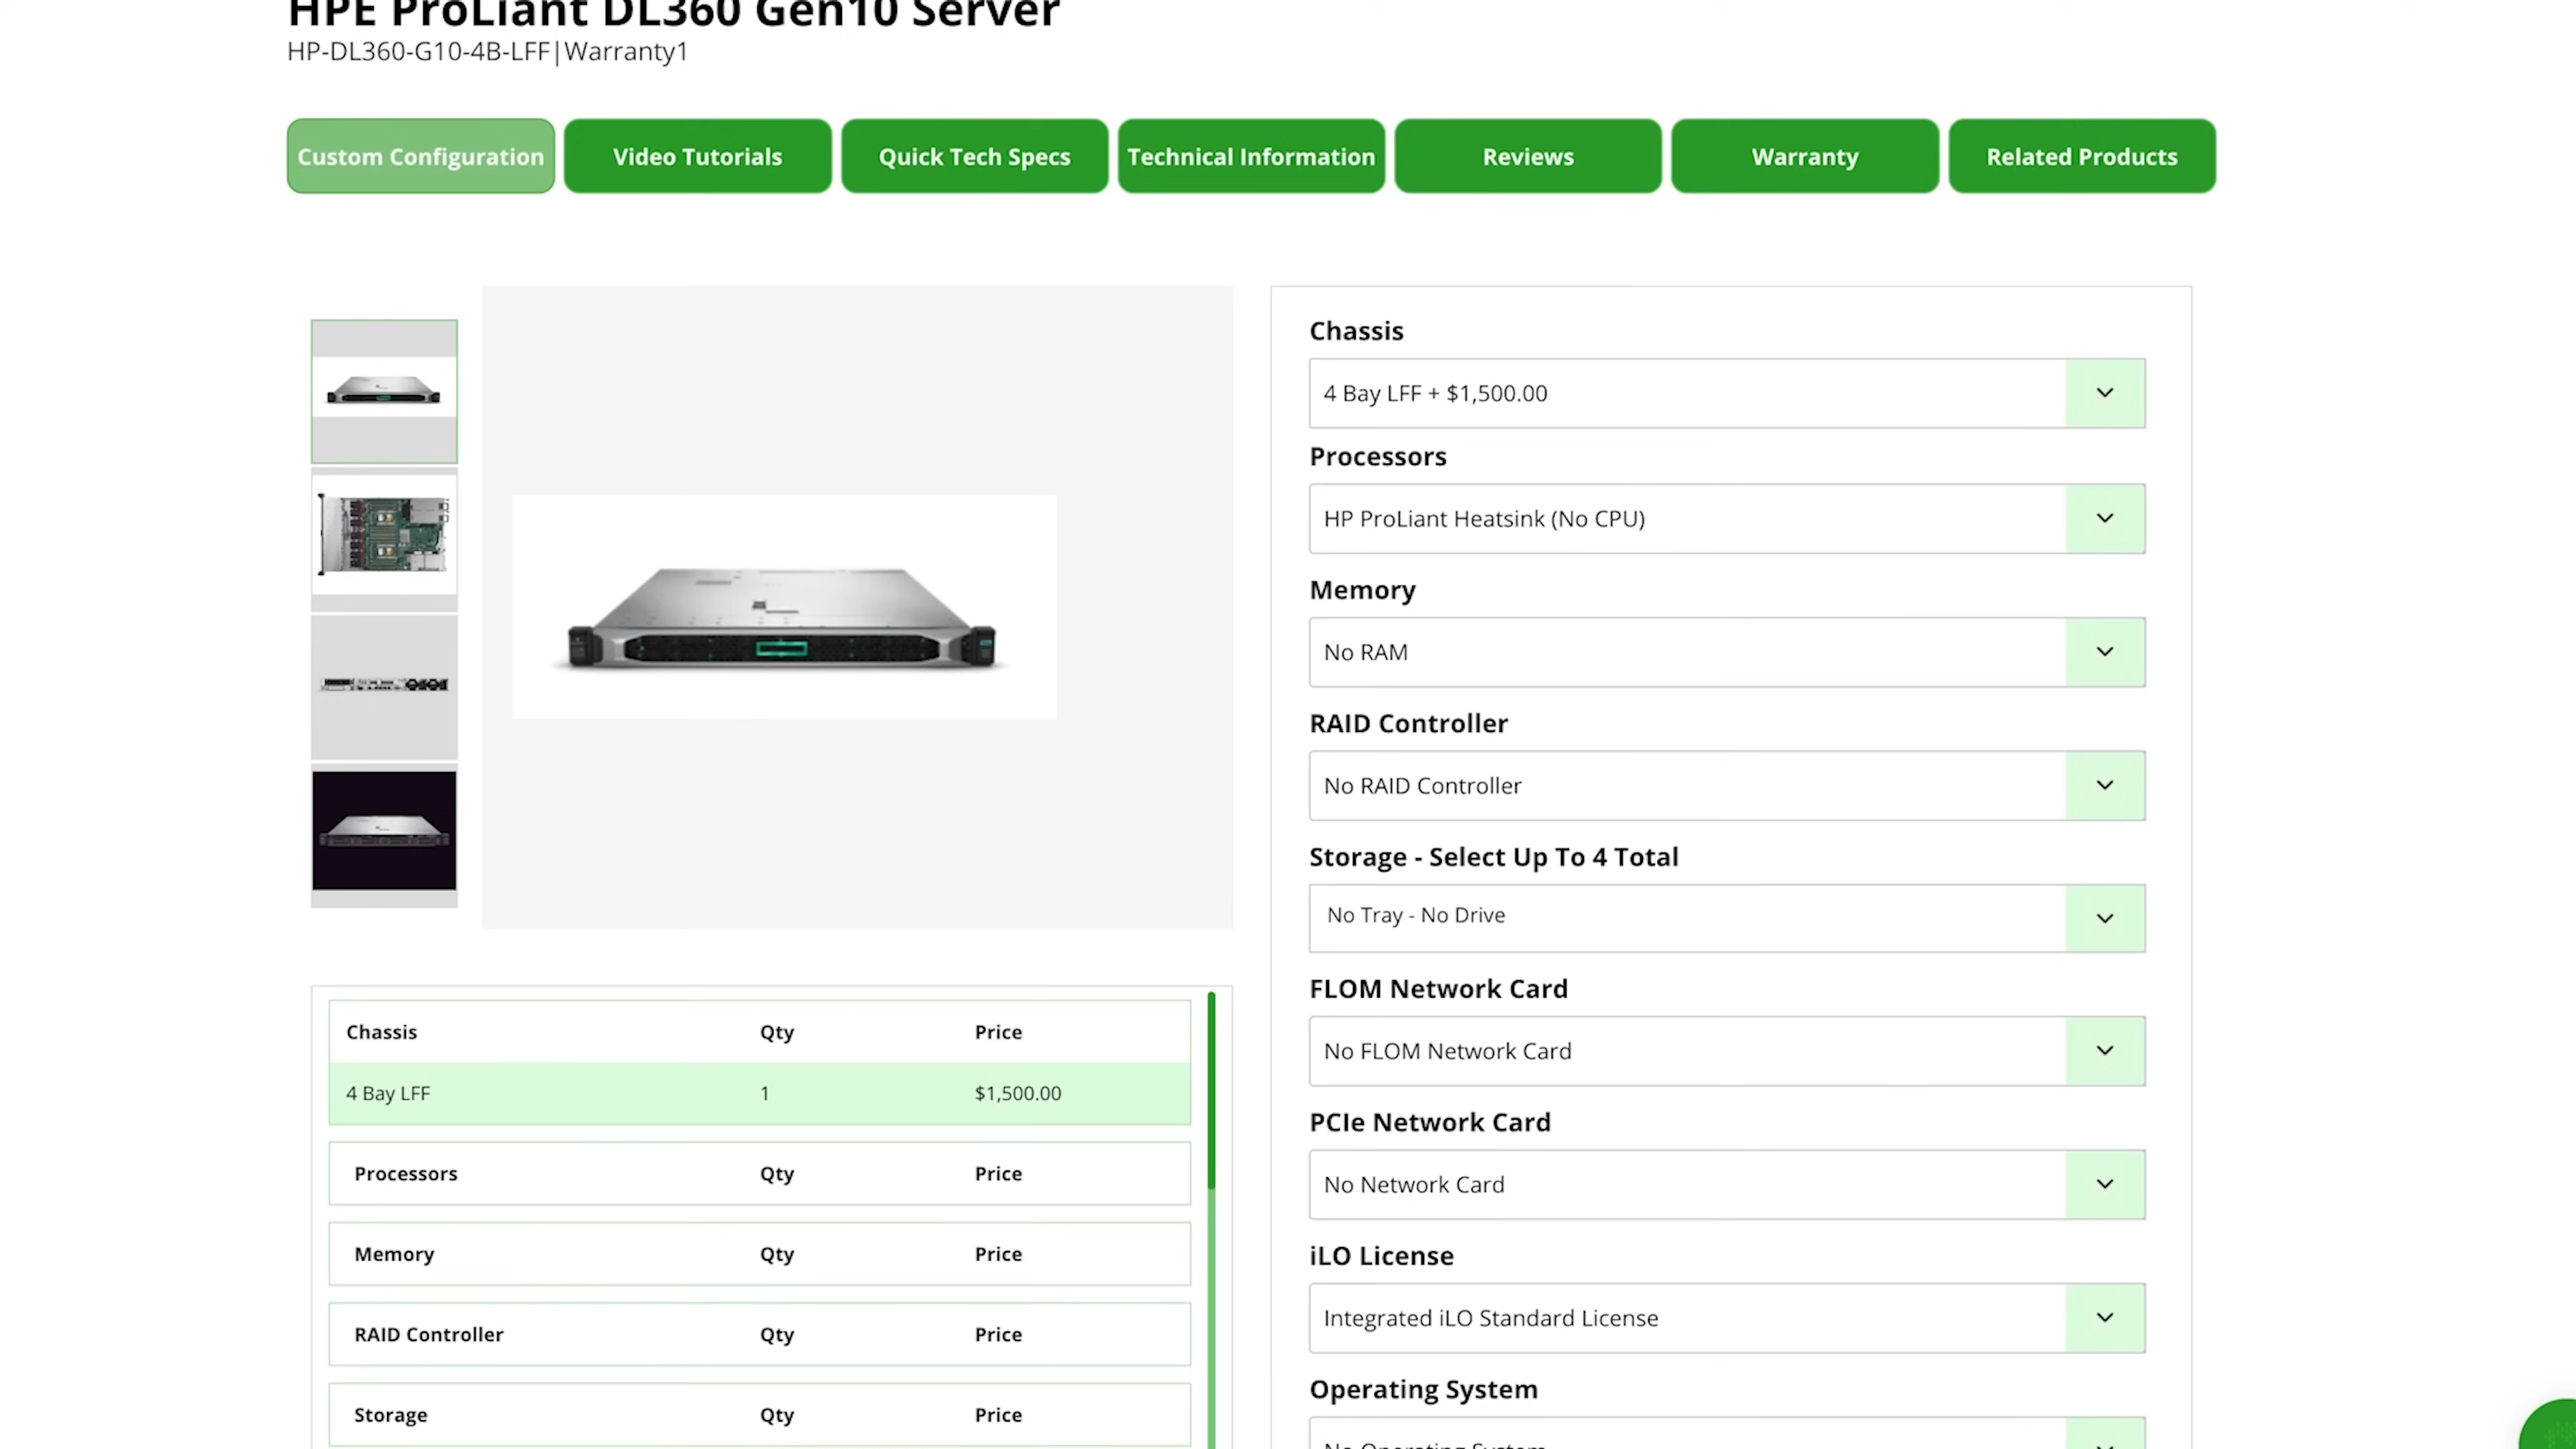 HPE ProLiant DL360 Gen10 Server
HP-DL360-G10-4B-LFF|Warranty1
Custom Configuration
Video Tutorials
Quick Tech Specs
Technical Information
Reviews
Warranty
Related Products
Chassis
4 Bay LFF + $1,500.00
Processors
HP ProLiant Heatsink (No CPU)
Memory
No RAM
RAID Controller
No RAID Controller
Storage - Select Up To 4 Total
No Tray - No Drive
FLOM Network Card
No FLOM Network Card
PCIe Network Card
No Network Card
iLO License
Integrated iLO Standard License
Operating System
No Operating System
Chassis Qty Price
4 Bay LFF 1 $1,500.00
Processors Qty Price
Memory Qty Price
RAID Controller Qty Price
Storage Qty Price